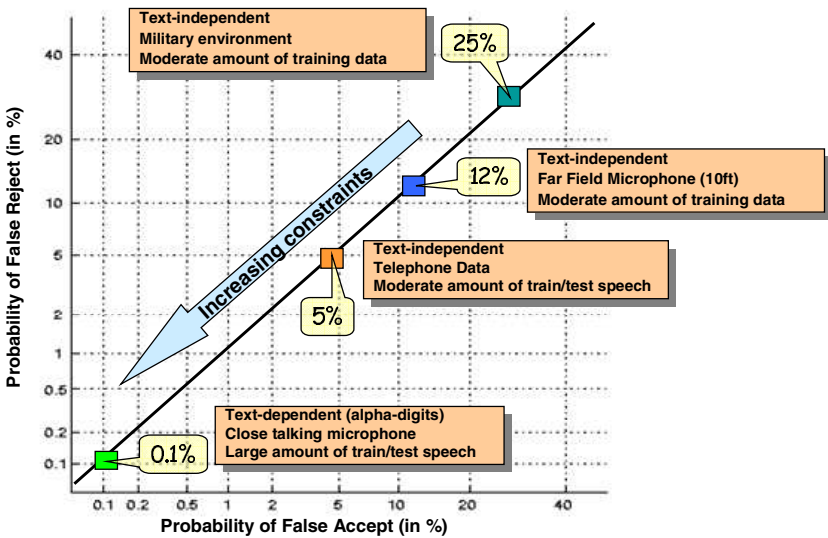 Text-independent
Military environment
Moderate amount of training data
25%
12%
Text-independent
Far Field Microphone (10ft)
Moderate amount of training data
Text-independent
Telephone Data
Moderate amount of train/test speech
5%
Increasing constraints
Text-dependent (alpha-digits)
Close talking microphone
Large amount of train/test speech
0.1%
Probability of False Reject (in %)
40
20
10
5
2
1
0.5
0.2
0.1
0.1 0.2 0.5 1 2 5 10 20 40
Probability of False Accept (in %)